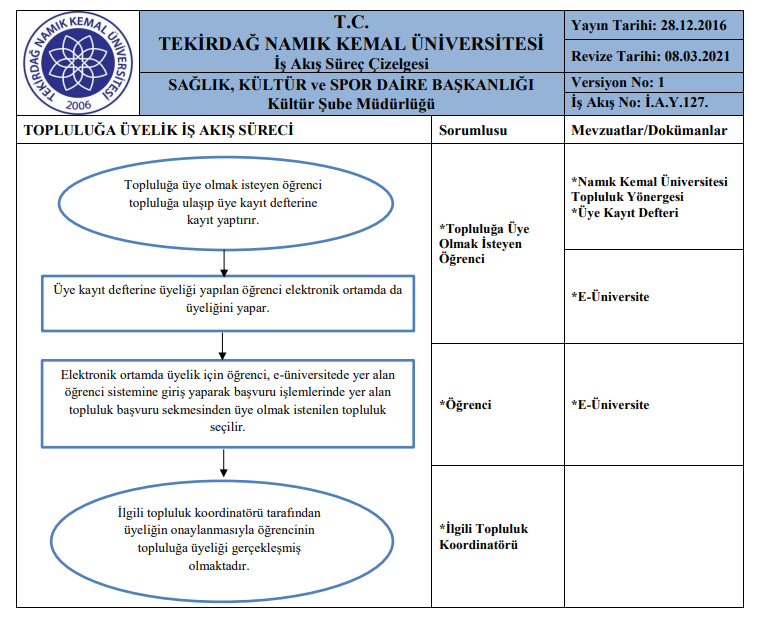 TEKİRDAĞ NAMIK KEMAL ÜNİVERSİTESİ
2006
T.C.
TEKİRDAĞ NAMIK KEMAL ÜNİVERSİTESİ
İş Akış Süreç Çizelgesi
SAĞLIK, KÜLTÜR ve SPOR DAİRE BAŞKANLIĞI
Kültür Şube Müdürlüğü
Yayın Tarihi: 28.12.2016
Revize Tarihi: 08.03.2021
Versiyon No: 1
İş Akış No: İ.A.Y.127.
TOPLULUĞA ÜYELİK İŞ AKIŞ SÜRECİ
Sorumlusu
Mevzuatlar/Dokümanlar
Topluluğa üye olmak isteyen öğrenci
topluluğa ulaşıp üye kayıt defterine
kayıt yaptırır.
*Topluluğa Üye
Olmak İsteyen
Öğrenci
*Namık Kemal Üniversitesi
Topluluk Yönergesi
*Üye Kayıt Defteri
Üye kayıt defterine üyeliği yapılan öğrenci elektronik ortamda da
üyeliğini yapar.
*E-Üniversite
Elektronik ortamda üyelik için öğrenci, e-üniversitede yer alan
öğrenci sistemine giriş yaparak başvuru işlemlerinde yer alan
topluluk başvuru sekmesinden üye olmak istenilen topluluk
seçilir.
*Öğrenci
*E-Üniversite
İlgili topluluk koordinatörü tarafından
üyeliğin onaylanmasıyla öğrencinin
topluluğa üyeliği gerçekleşmiş
olmaktadır.
*İlgili Topluluk
Koordinatörü